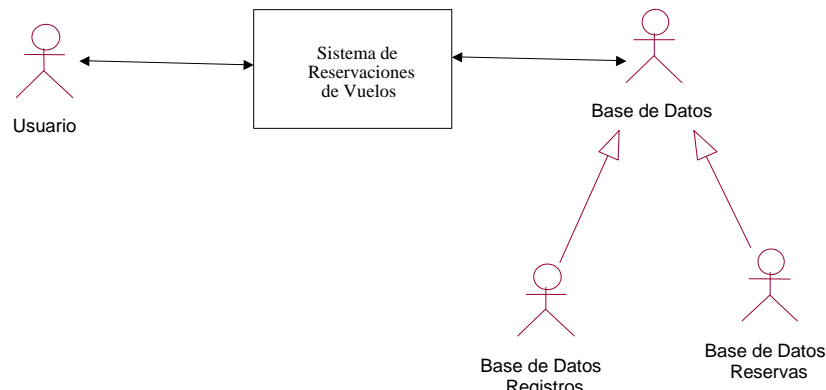 Sistema de
Reservaciones
de Vuelos
Usuario
Base de Datos
Base de Datos
Registros
Base de Datos
Reservas